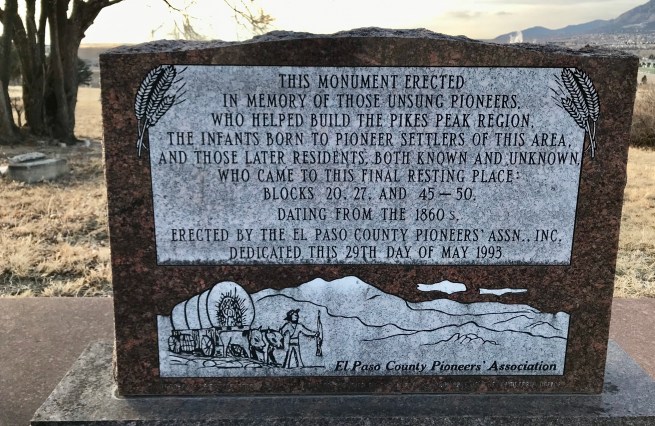 THIS MONUMENT ERECTED
IN MEMORY OF THOSE UNSUNG PIONEERS,
WHO HELPED BUILD THE PIKES PEAK REGION,
THE INFANTS BORN TO PIONEER SETTLERS OF THIS AREA,
AND THOSE LATER RESIDENTS, BOTH KNOWN AND UNKNOWN,
WHO CAME TO THIS FINAL RESTING PLACE:
BLOCKS 20, 27, AND 45 – 50,
DATING FROM THE 1860 S,
ERECTED BY THE EL PASO COUNTY PIONEERS' ASSN., INC.
DEDICATED THIS 29TH DAY OF MAY 1993
El Paso County Pioneers' Association